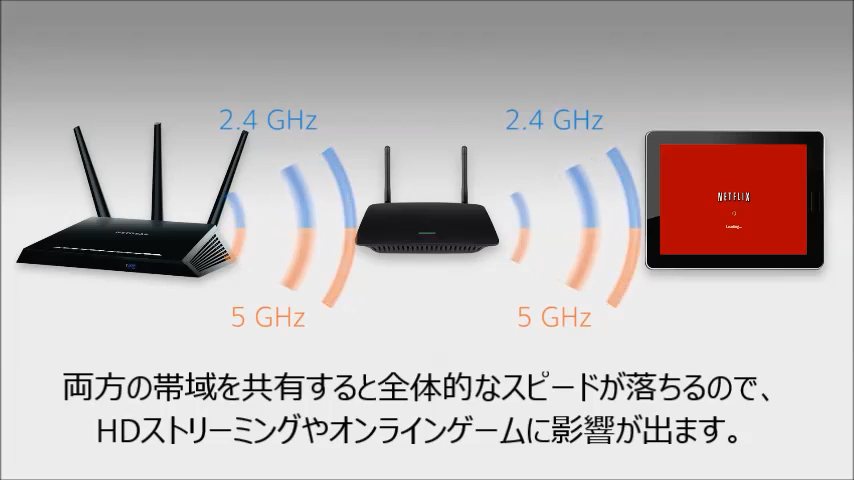 2.4 GHz
2.4 GHz
NETGEAR
NETFLIX
Loading...
5 GHz
5 GHz
両方の帯域を共有すると全体的なスピードが落ちるので、
HDストリーミングやオンラインゲームに影響が出ます。